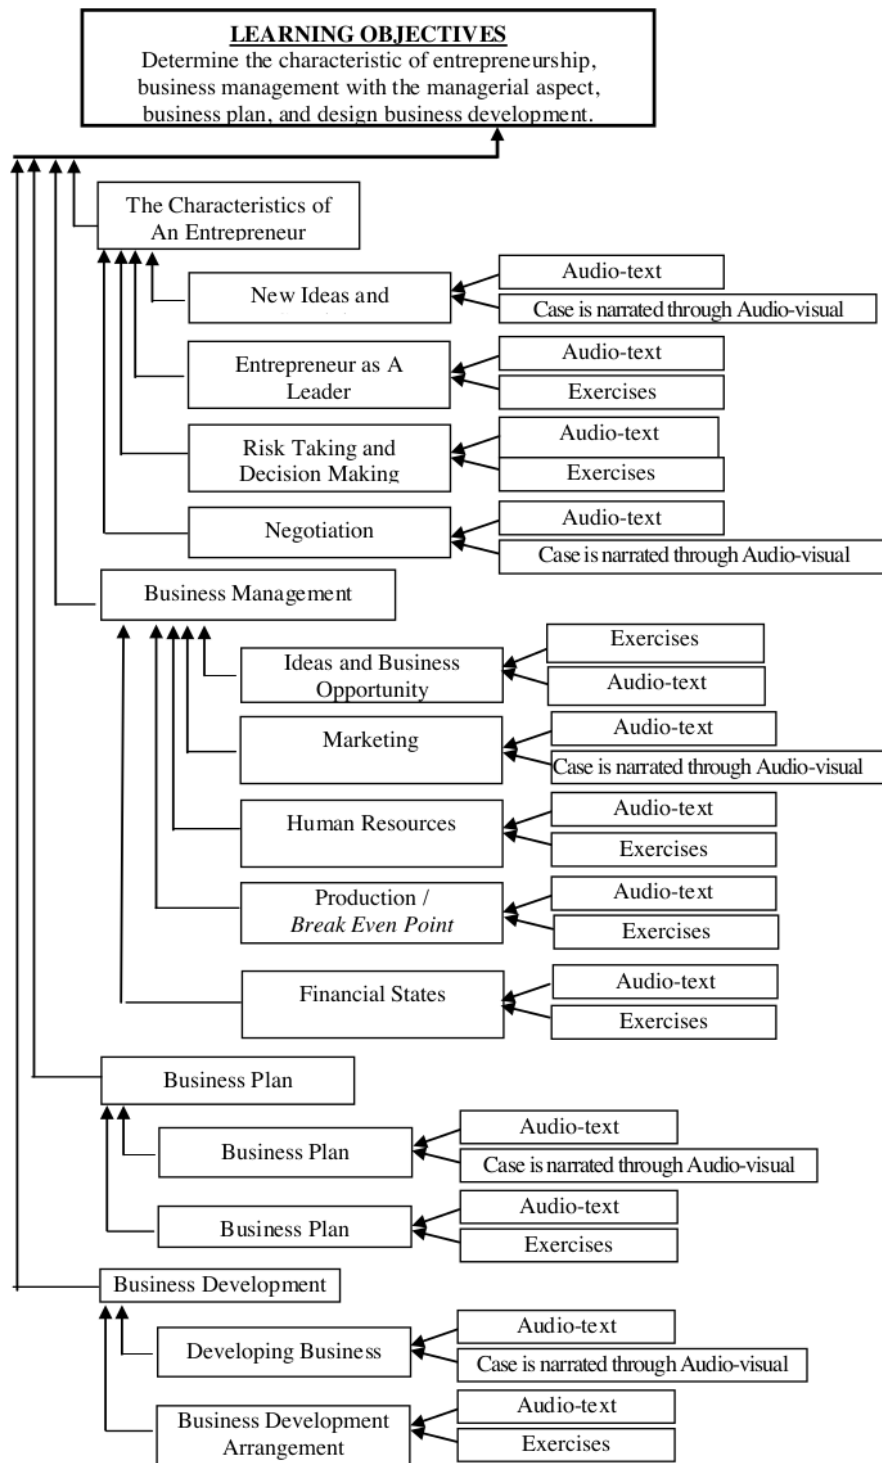 LEARNING OBJECTIVES
Determine the characteristic of entrepreneurship,
business management with the managerial aspect,
business plan, and design business development.
The Characteristics of
An Entrepreneur
New Ideas and
Audio-text
Case is narrated through Audio-visual
Entrepreneur as A
Leader
Audio-text
Exercises
Risk Taking and
Decision Making
Audio-text
Exercises
Negotiation
Audio-text
Case is narrated through Audio-visual
Business Management
Ideas and Business
Opportunity
Exercises
Audio-text
Marketing
Audio-text
Case is narrated through Audio-visual
Human Resources
Audio-text
Exercises
Production /
Break Even Point
Audio-text
Exercises
Financial States
Audio-text
Exercises
Business Plan
Business Plan
Audio-text
Case is narrated through Audio-visual
Business Plan
Audio-text
Exercises
Business Development
Developing Business
Audio-text
Case is narrated through Audio-visual
Business Development
Arrangement
Audio-text
Exercises